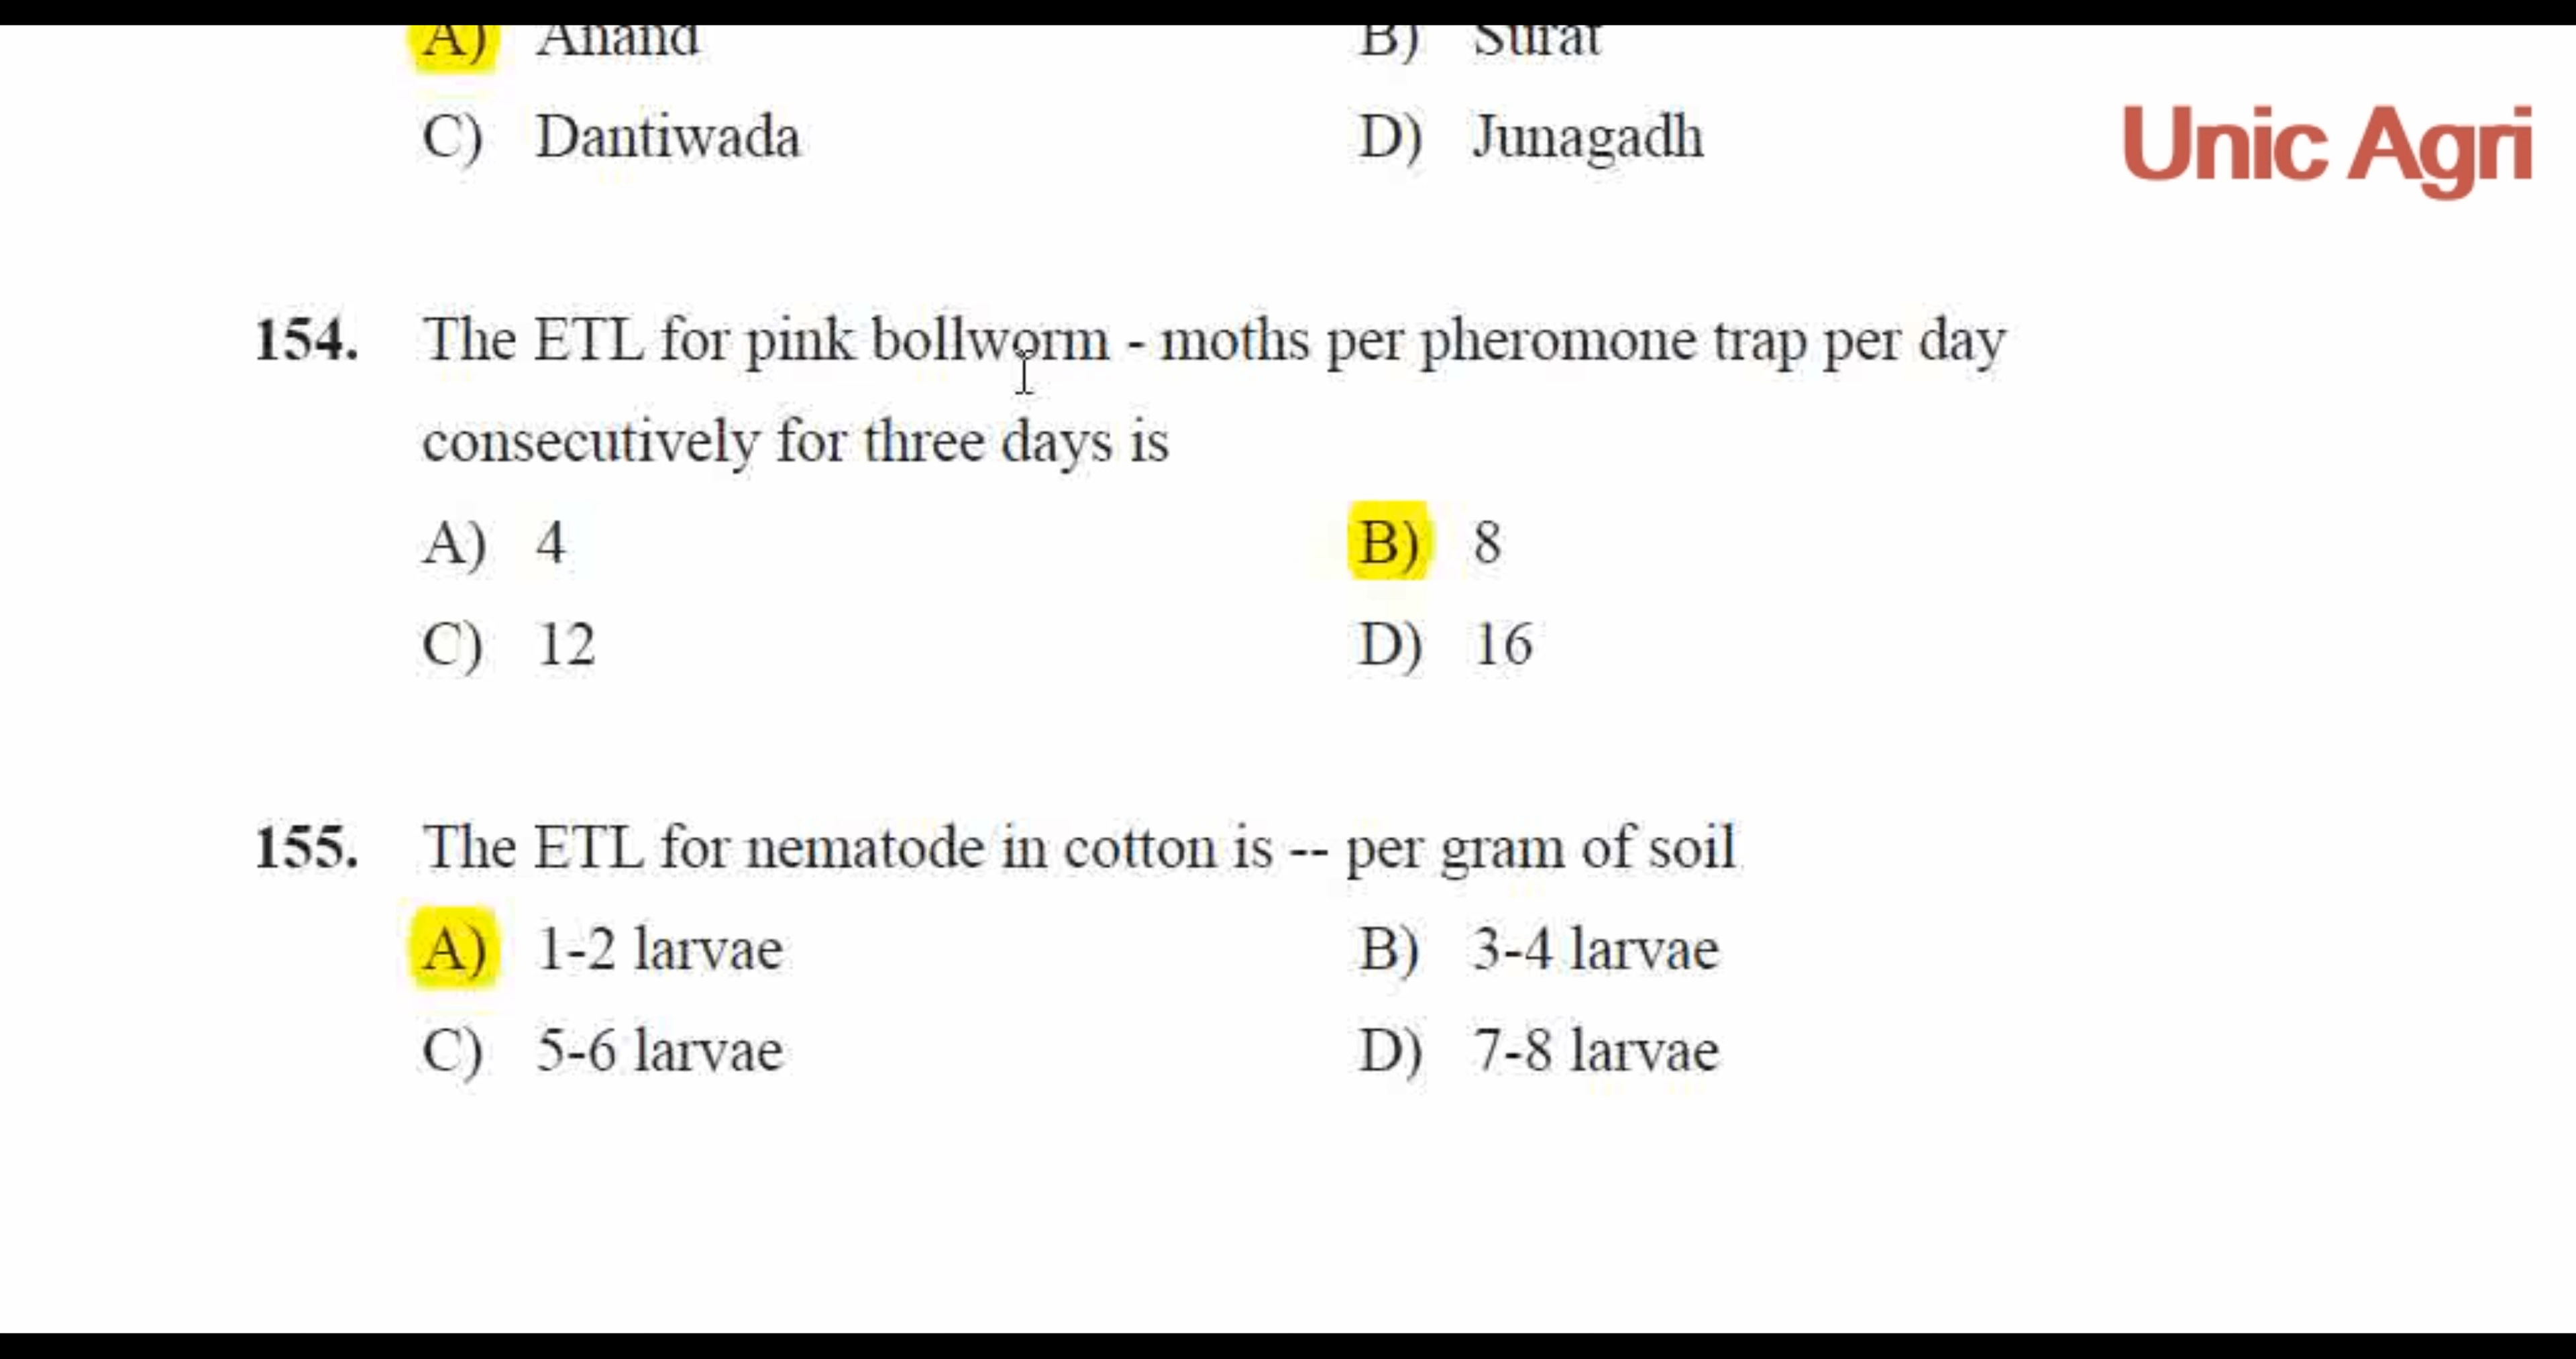 A) Anand B) Surat
C) Dantiwada D) Junagadh
Unic Agri
154. The ETL for pink bollworm - moths per pheromone trap per day
consecutively for three days is
A) 4 B) 8
C) 12 D) 16
155. The ETL for nematode in cotton is -- per gram of soil
A) 1-2 larvae B) 3-4 larvae
C) 5-6 larvae D) 7-8 larvae